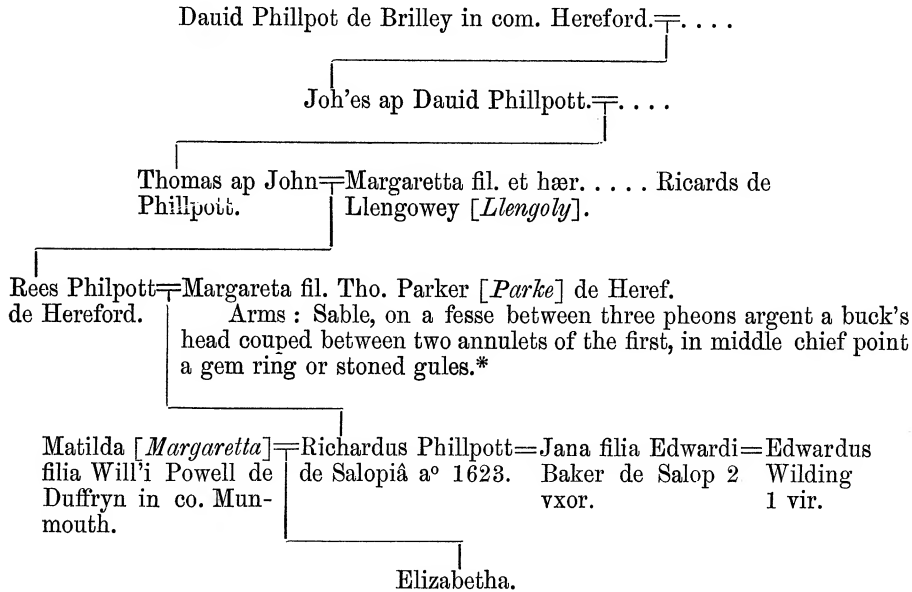 Dauid Phillpot de Brilley in com. Hereford.=. . . .
Joh'es ap Dauid Phillpott.=. . . .
Thomas ap John=Margaretta fil. et hær. . . . . Ricards de
Phillpott. Llengowey [Llengoly].
Rees Philpott=Margareta fil. Tho. Parker [Parke] de Heref.
de Hereford. Arms : Sable, on a fesse between three pheons argent a buck's
head couped between two annulets of the first, in middle chief point
a gem ring or stoned gules.*
Matilda [Margaretta]=Richardus Phillpott=Jana filia Edwardi=Edwardus
filia Will'i Powell de de Salopiâ aº 1623. Baker de Salop 2 Wilding
Duffryn in co. Mun- vxor. 1 vir.
mouth.
Elizabetha.